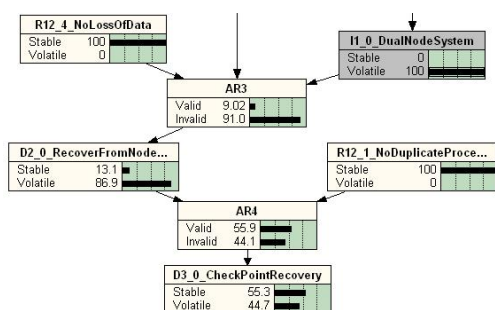 R12_4_NoLossOfData
Stable 100
Volatile 0
I1_0_DualNodeSystem
Stable 0
Volatile 100
AR3
Valid 9.02
Invalid 91.0
D2_0_RecoverFromNode...
Stable 13.1
Volatile 86.9
R12_1_NoDuplicateProce...
Stable 100
Volatile 0
AR4
Valid 55.9
Invalid 44.1
D3_0_CheckPointRecovery
Stable 55.3
Volatile 44.7